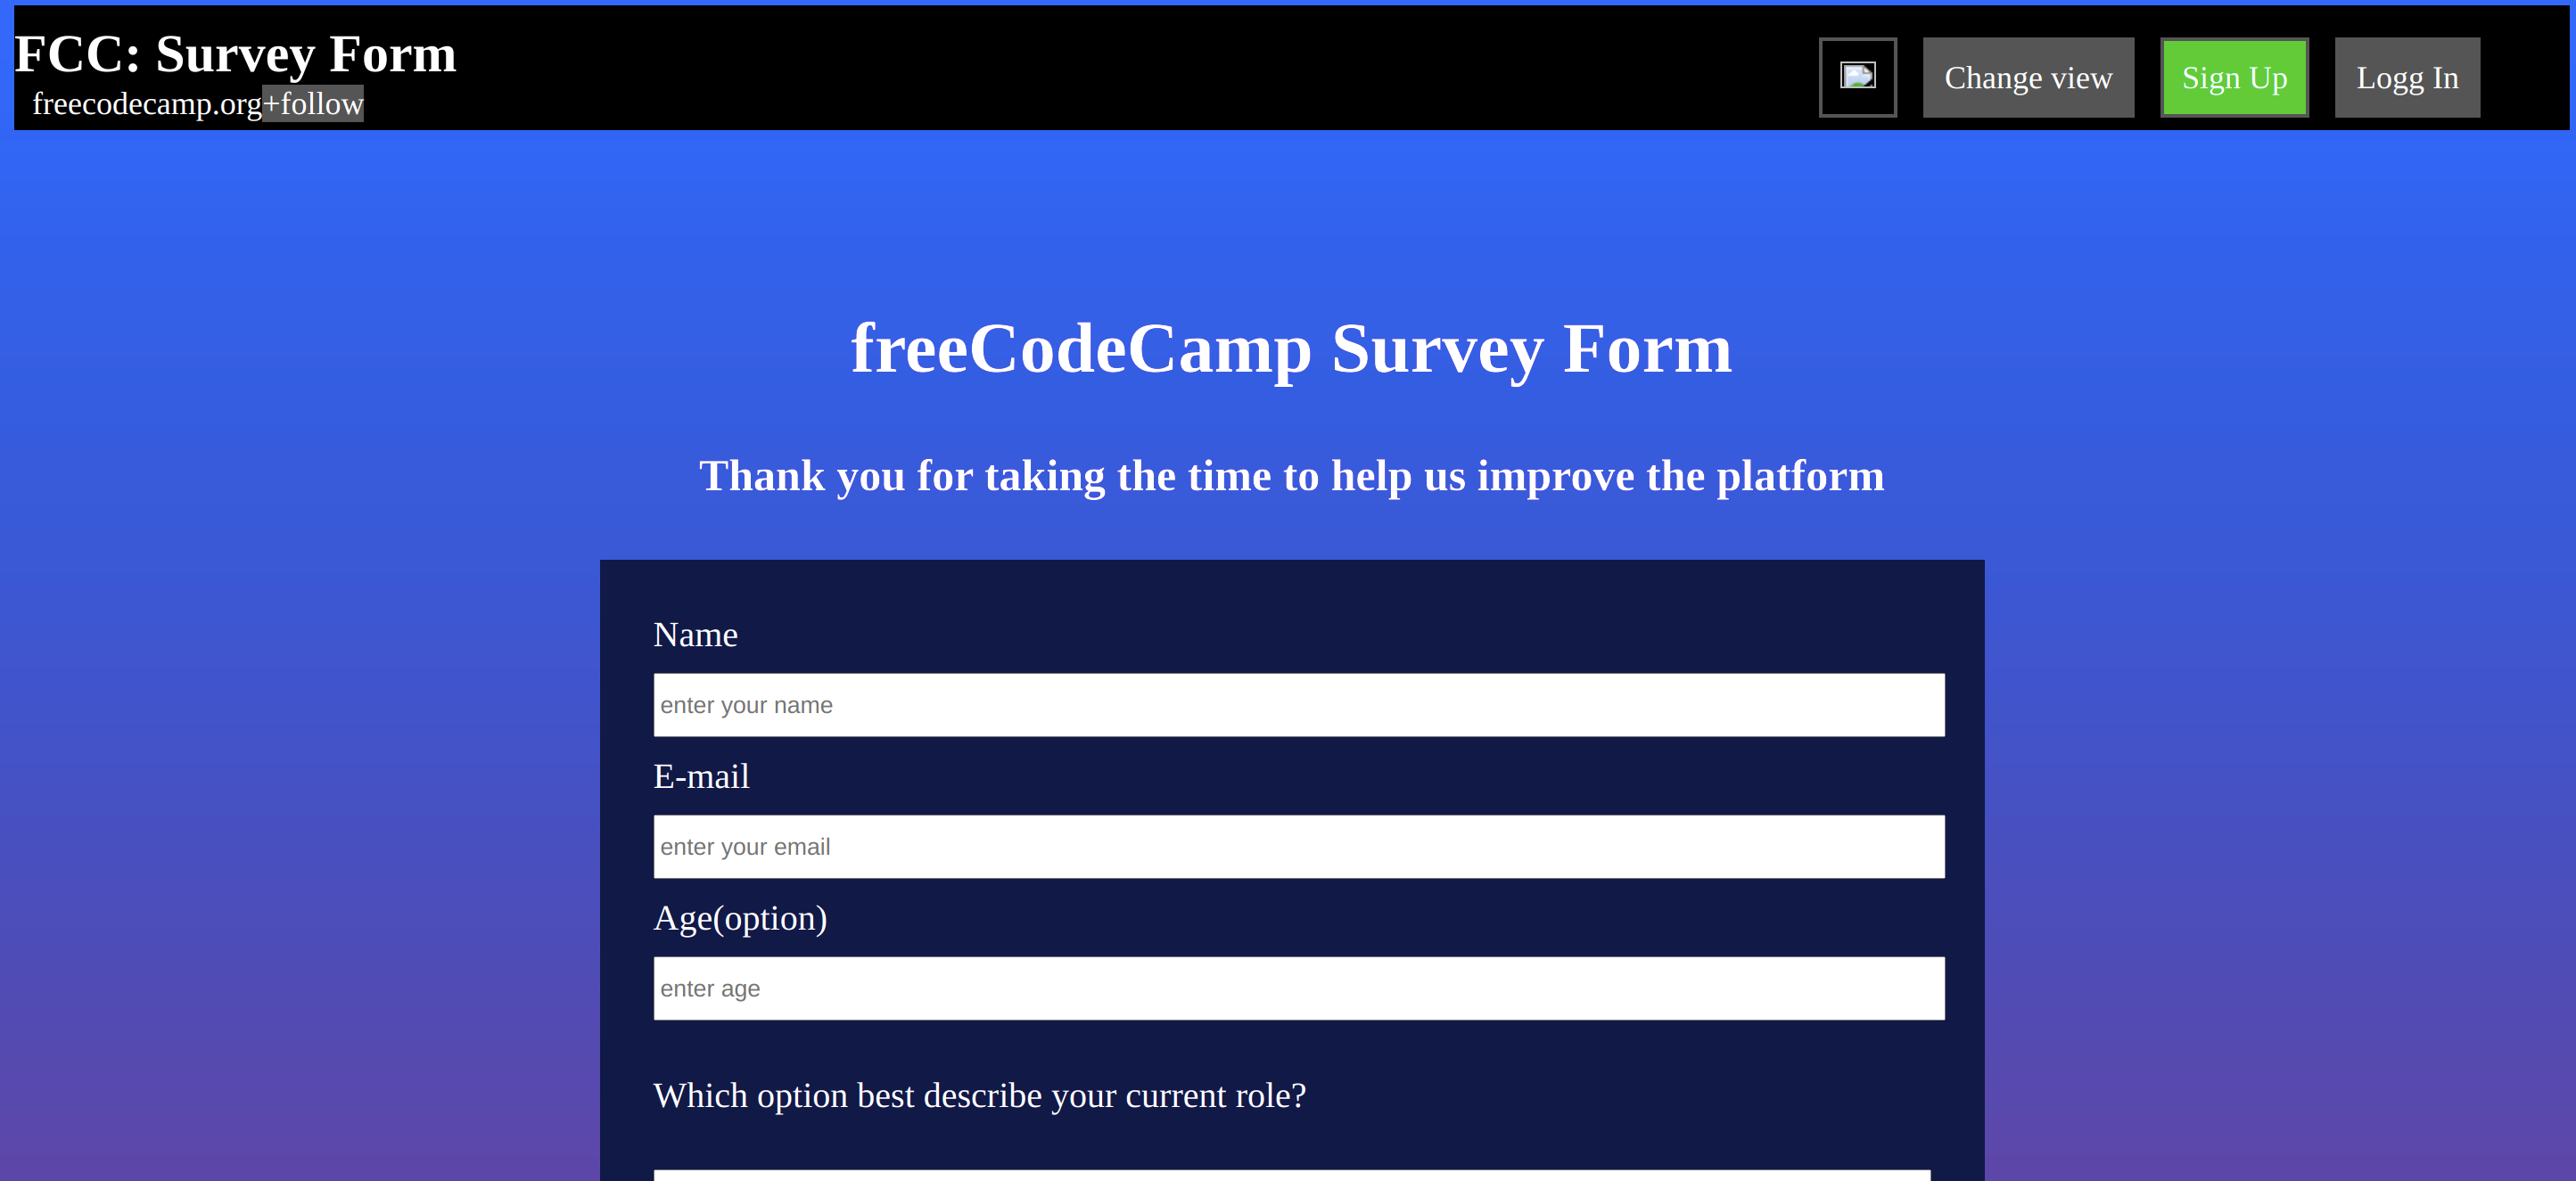 FCC: Survey Form
freecodecamp.org+follow
Change view
Sign Up
Logg In
freeCodeCamp Survey Form
Thank you for taking the time to help us improve the platform
Name
enter your name
E-mail
enter your email
Age(option)
enter age
Which option best describe your current role?